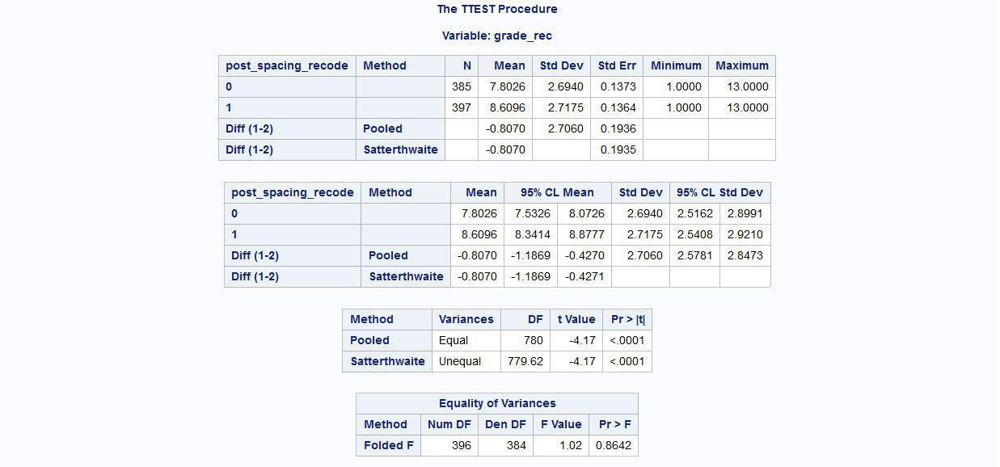 The TTEST Procedure
Variable: grade_rec
post_spacing_recode Method N Mean Std Dev Std Err Minimum Maximum
0 385 7.8026 2.6940 0.1373 1.0000 13.0000
1 397 8.6096 2.7175 0.1364 1.0000 13.0000
Diff (1-2) Pooled -0.8070 2.7060 0.1936
Diff (1-2) Satterthwaite -0.8070 0.1935
post_spacing_recode Method Mean 95% CL Mean Std Dev 95% CL Std Dev
0 7.8026 7.5326 8.0726 2.6940 2.5162 2.8991
1 8.6096 8.3414 8.8777 2.7175 2.5408 2.9210
Diff (1-2) Pooled -0.8070 -1.1869 -0.4270 2.7060 2.5781 2.8473
Diff (1-2) Satterthwaite -0.8070 -1.1869 -0.4271
Method Variances DF t Value Pr > |t|
Pooled Equal 780 -4.17 <.0001
Satterthwaite Unequal 779.62 -4.17 <.0001
Equality of Variances
Method Num DF Den DF F Value Pr > F
Folded F 396 384 1.02 0.8642